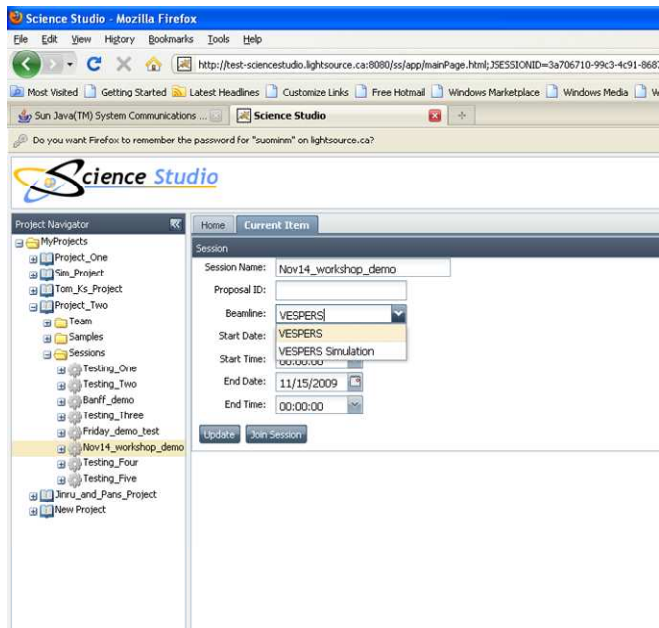 Science Studio - Mozilla Firefox
File Edit View History Bookmarks Tools Help
http://test-sciencestudio.lightsource.ca:8080/ss/app/mainPage.html;JSESSIONID=3a706710-99c3-4c91-8687
Most Visited Getting Started Latest Headlines Customize Links Free Hotmail Windows Marketplace Windows Media W
Sun Java(TM) System Communications ... Science Studio
Do you want Firefox to remember the password for "suominm" on lightsource.ca?
Science Studio
Project Navigator
MyProjects
Project_One
Sim_Project
Tom_Ks_Project
Project_Two
Team
Samples
Sessions
Testing_One
Testing_Two
Banff_demo
Testing_Three
Friday_demo_test
Nov14_workshop_demo
Testing_Four
Testing_Five
Jinru_and_Pans_Project
New Project
Home Current Item
Session
Session Name: Nov14_workshop_demo
Proposal ID:
Beamline: VESPERS
VESPERS
VESPERS Simulation
Start Date:
Start Time: 00:00:00
End Date: 11/15/2009
End Time: 00:00:00
Update Join Session